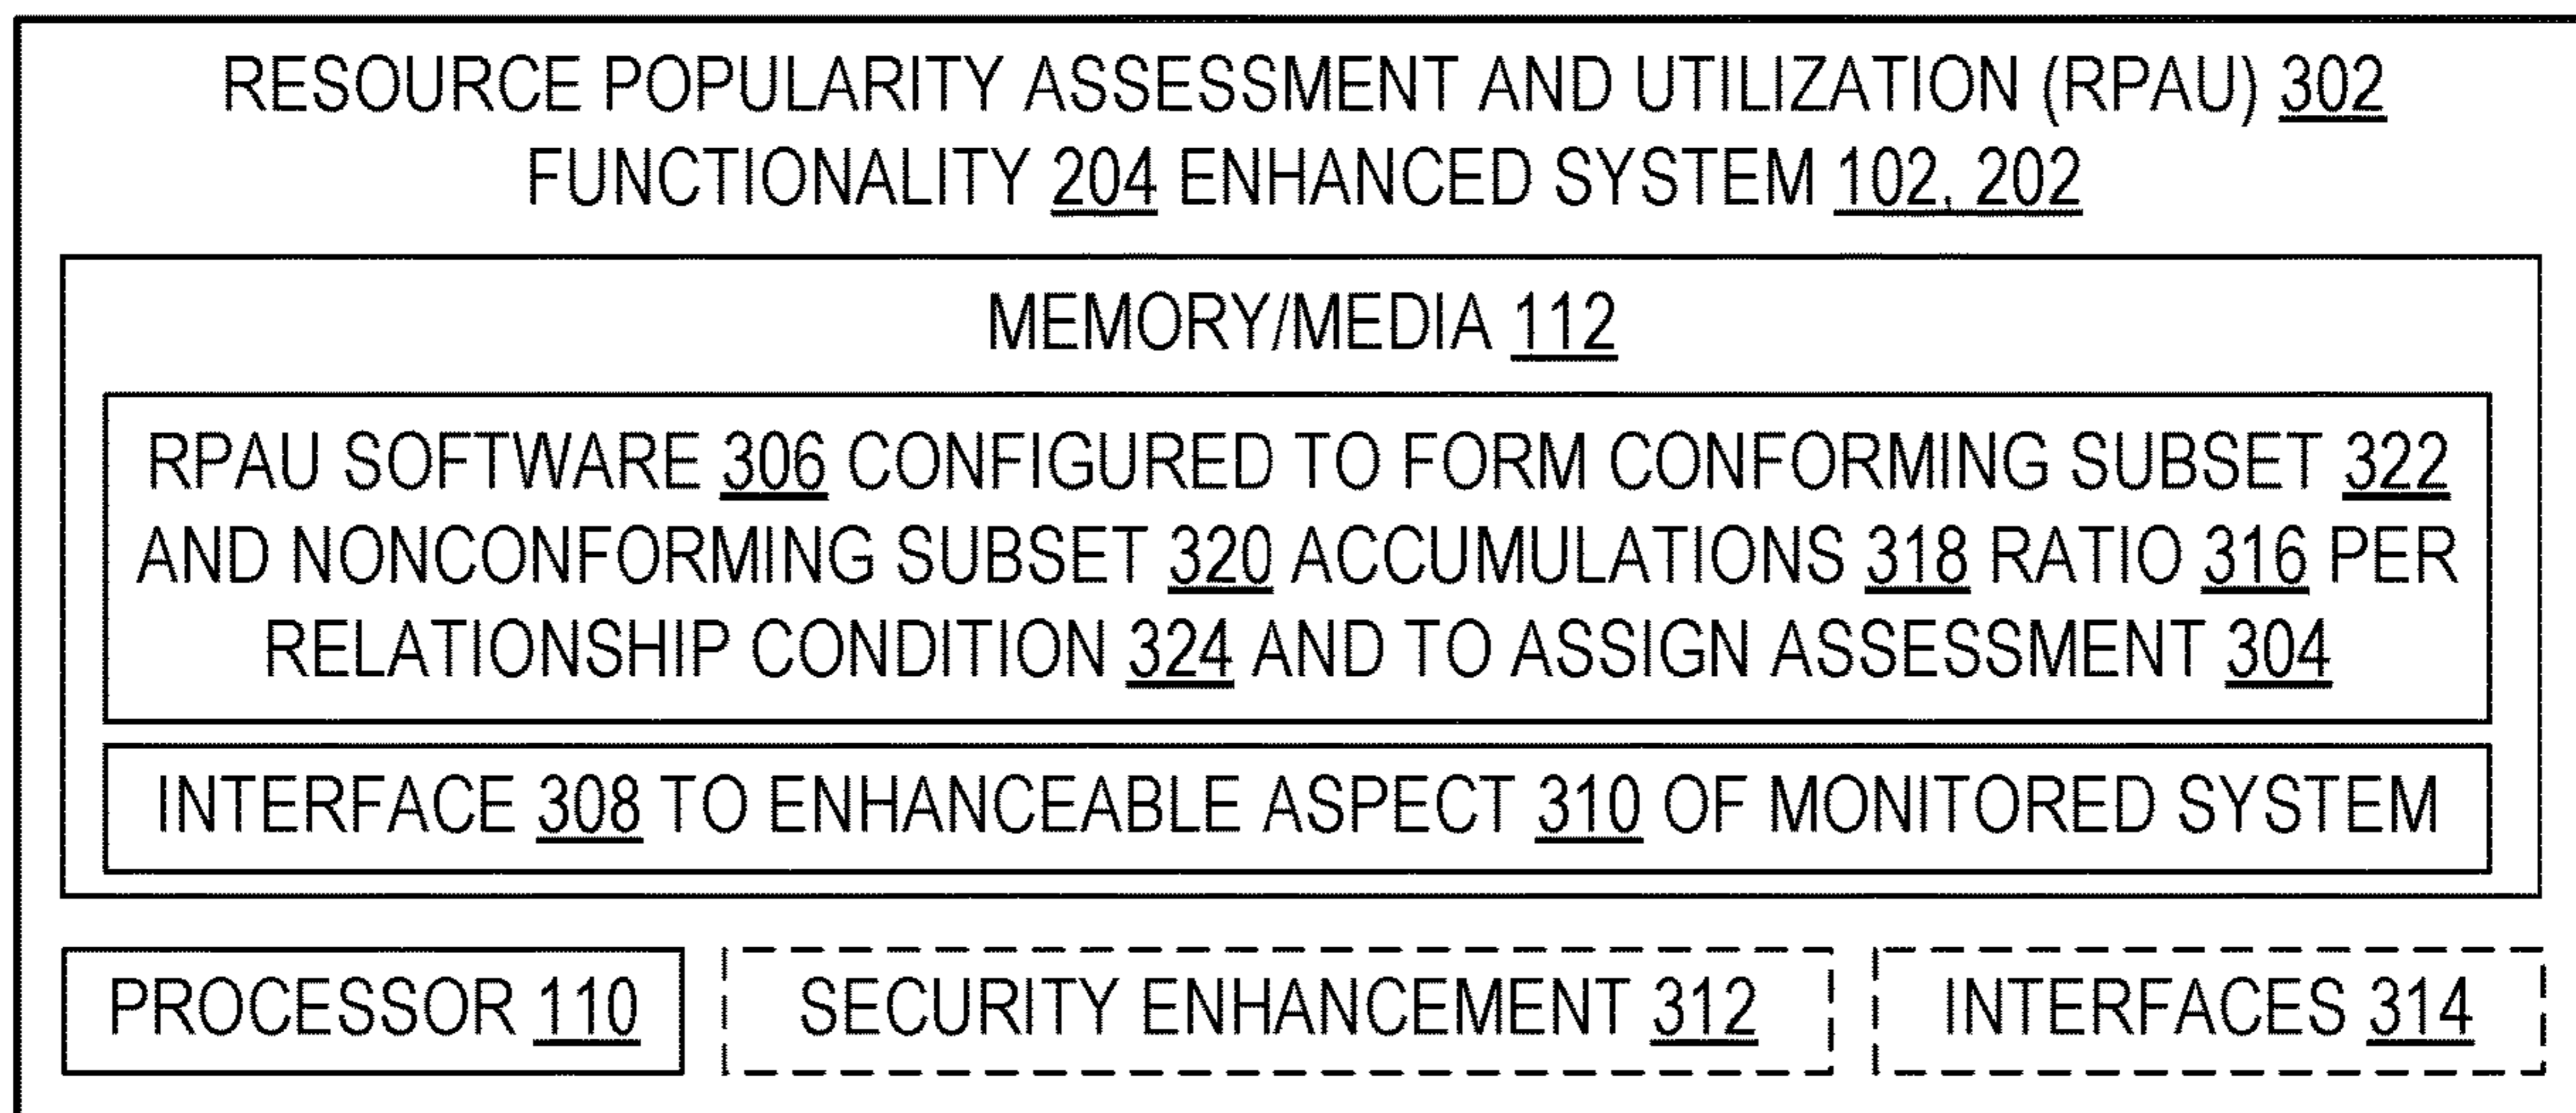 RESOURCE POPULARITY ASSESSMENT AND UTILIZATION (RPAU) 302
FUNCTIONALITY 204 ENHANCED SYSTEM 102, 202
MEMORY/MEDIA 112
RPAU SOFTWARE 306 CONFIGURED TO FORM CONFORMING SUBSET 322
AND NONCONFORMING SUBSET 320 ACCUMULATIONS 318 RATIO 316 PER
RELATIONSHIP CONDITION 324 AND TO ASSIGN ASSESSMENT 304
INTERFACE 308 TO ENHANCEABLE ASPECT 310 OF MONITORED SYSTEM
PROCESSOR 110
SECURITY ENHANCEMENT 312
INTERFACES 314